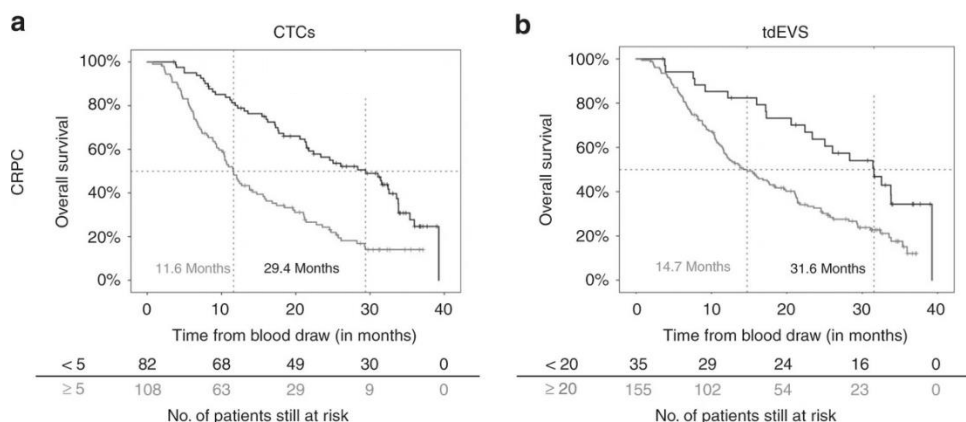 a
CTCs
CRPC
Overall survival
100%
80%
60%
40%
20%
0%
11.6 Months
29.4 Months
0 10 20 30 40
Time from blood draw (in months)
< 5 82 68 49 30 0
≥ 5 108 63 29 9 0
No. of patients still at risk
b
tdEVS
Overall survival
100%
80%
60%
40%
20%
0%
14.7 Months
31.6 Months
0 10 20 30 40
Time from blood draw (in months)
< 20 35 29 24 16 0
≥ 20 155 102 54 23 0
No. of patients still at risk